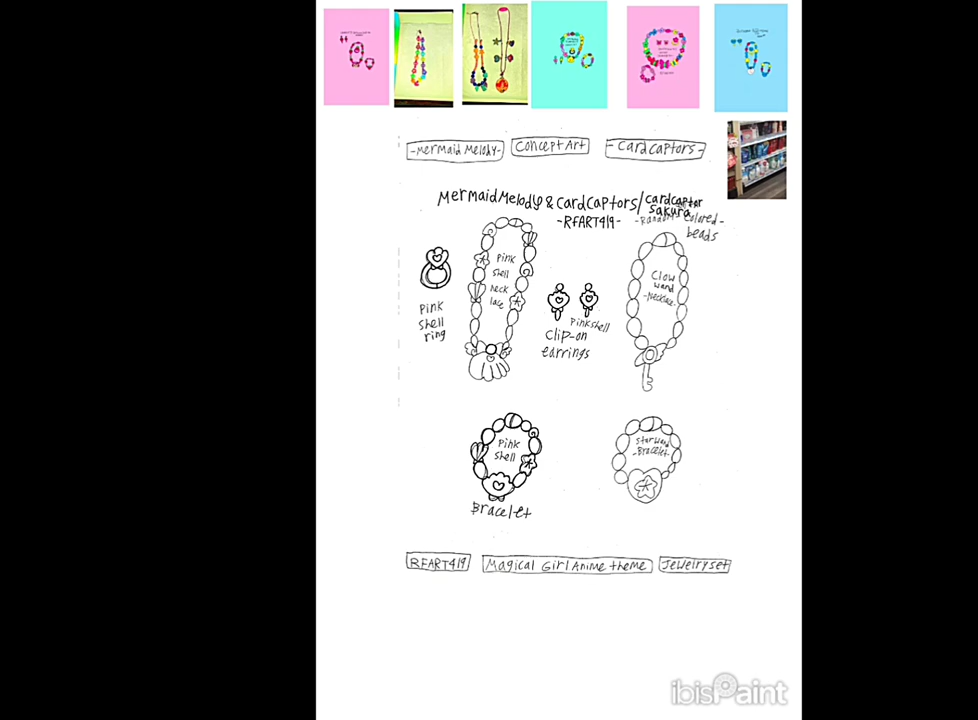 -Mermaid Melody-
Concept Art
-Cardcaptors-
Mermaid Melody & Cardcaptors/cardcaptor
sakura
-RFART419-
-Random Colored-
beads
Pink
shell
neck
lace
Clow
wand
-Necklace-
Pink
shell
ring
Pinkshell
Clip-on
earrings
Pink
shell
Bracelet
Star wand
-Bracelet-
RFART419
Magical Girl Anime theme
Jewelry set
ibisPaint